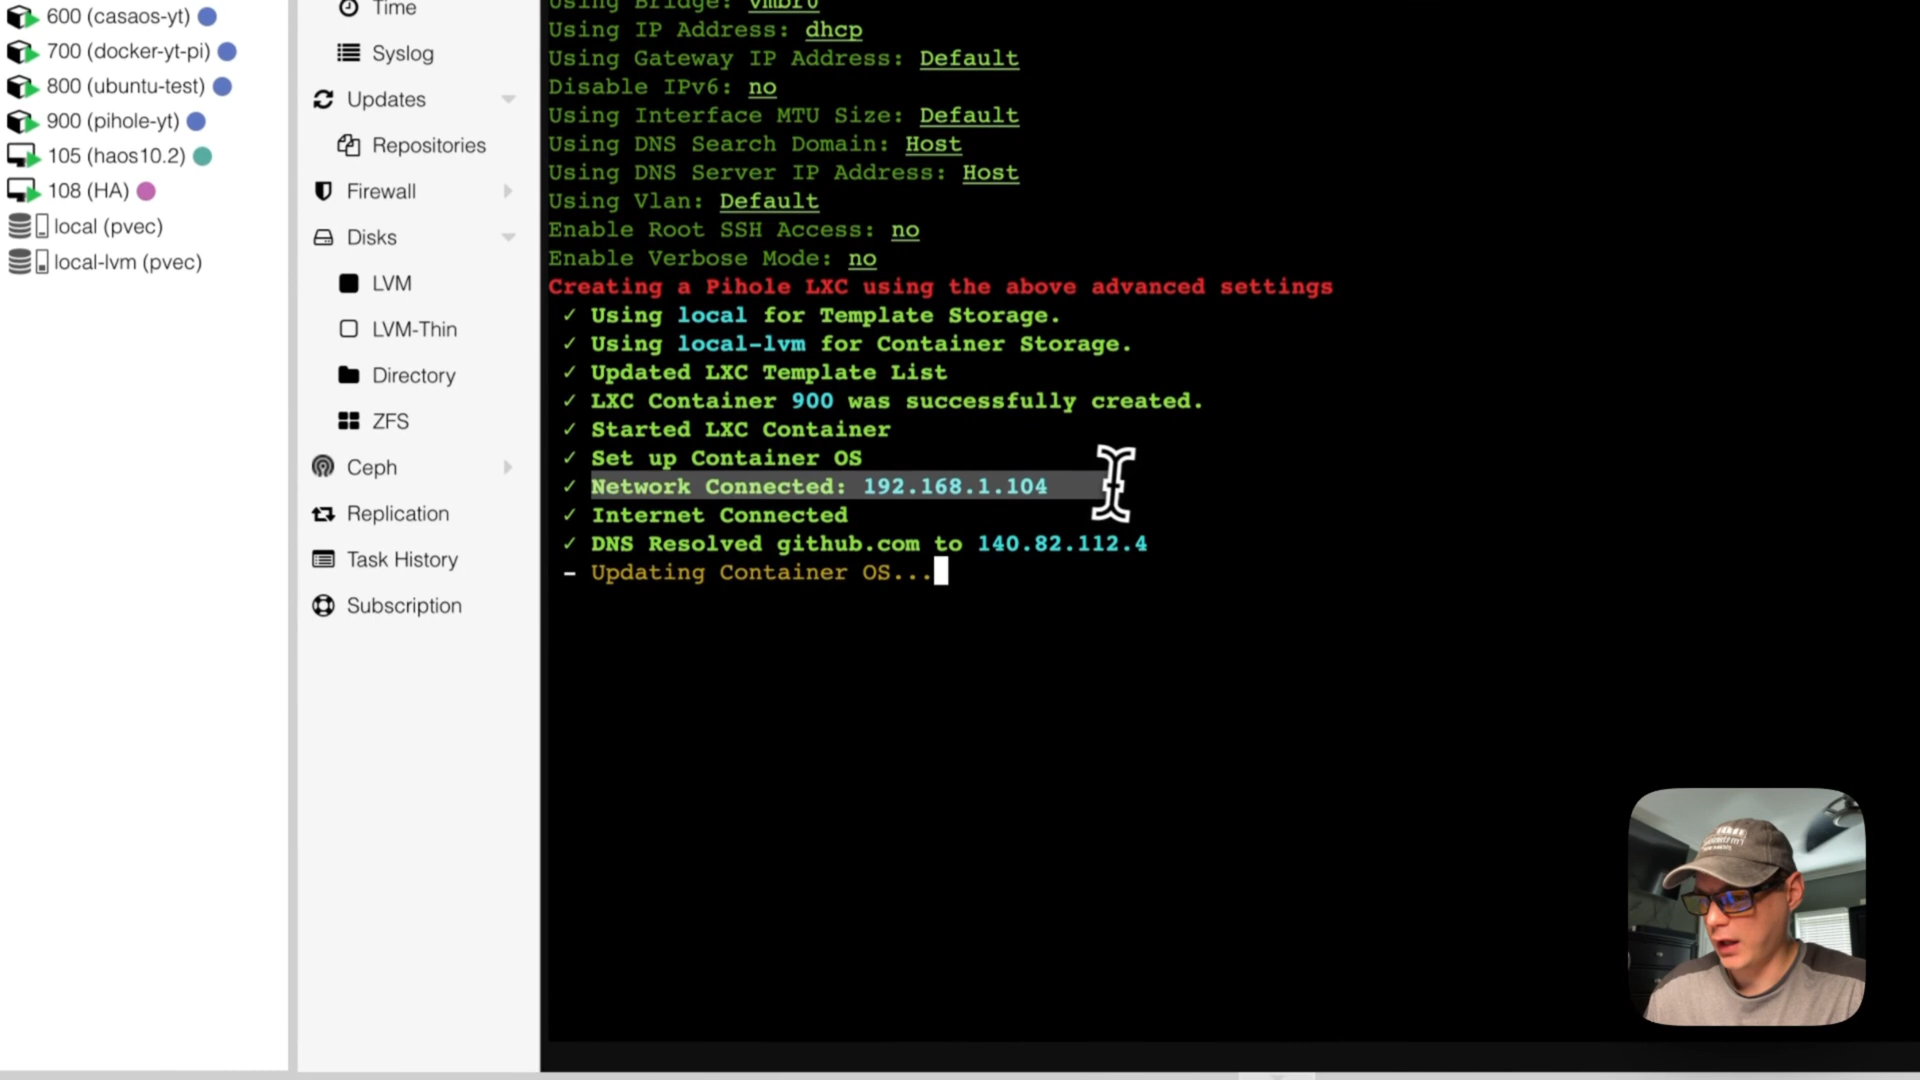 600 (casaos-yt)
700 (docker-yt-pi)
800 (ubuntu-test)
900 (pihole-yt)
105 (haos10.2)
108 (HA)
local (pvec)
local-lvm (pvec)
Time
Syslog
Updates
Repositories
Firewall
Disks
LVM
LVM-Thin
Directory
ZFS
Ceph
Replication
Task History
Subscription
Using Bridge: vmbr0
Using IP Address: dhcp
Using Gateway IP Address: Default
Disable IPv6: no
Using Interface MTU Size: Default
Using DNS Search Domain: Host
Using DNS Server IP Address: Host
Using Vlan: Default
Enable Root SSH Access: no
Enable Verbose Mode: no
Creating a Pihole LXC using the above advanced settings
✓ Using local for Template Storage.
✓ Using local-lvm for Container Storage.
✓ Updated LXC Template List
✓ LXC Container 900 was successfully created.
✓ Started LXC Container
✓ Set up Container OS
✓ Network Connected: 192.168.1.104
✓ Internet Connected
✓ DNS Resolved github.com to 140.82.112.4
- Updating Container OS...